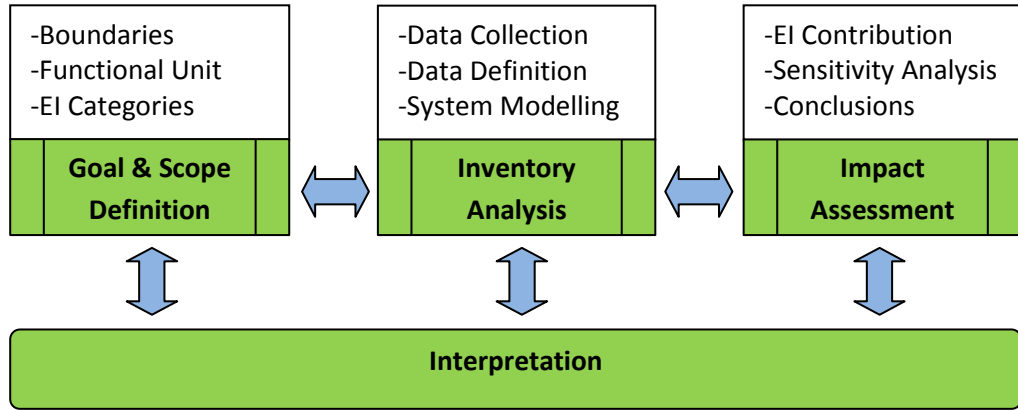 -Boundaries
-Functional Unit
-EI Categories
Goal & Scope
Definition
-Data Collection
-Data Definition
-System Modelling
Inventory
Analysis
-EI Contribution
-Sensitivity Analysis
-Conclusions
Impact
Assessment
Interpretation